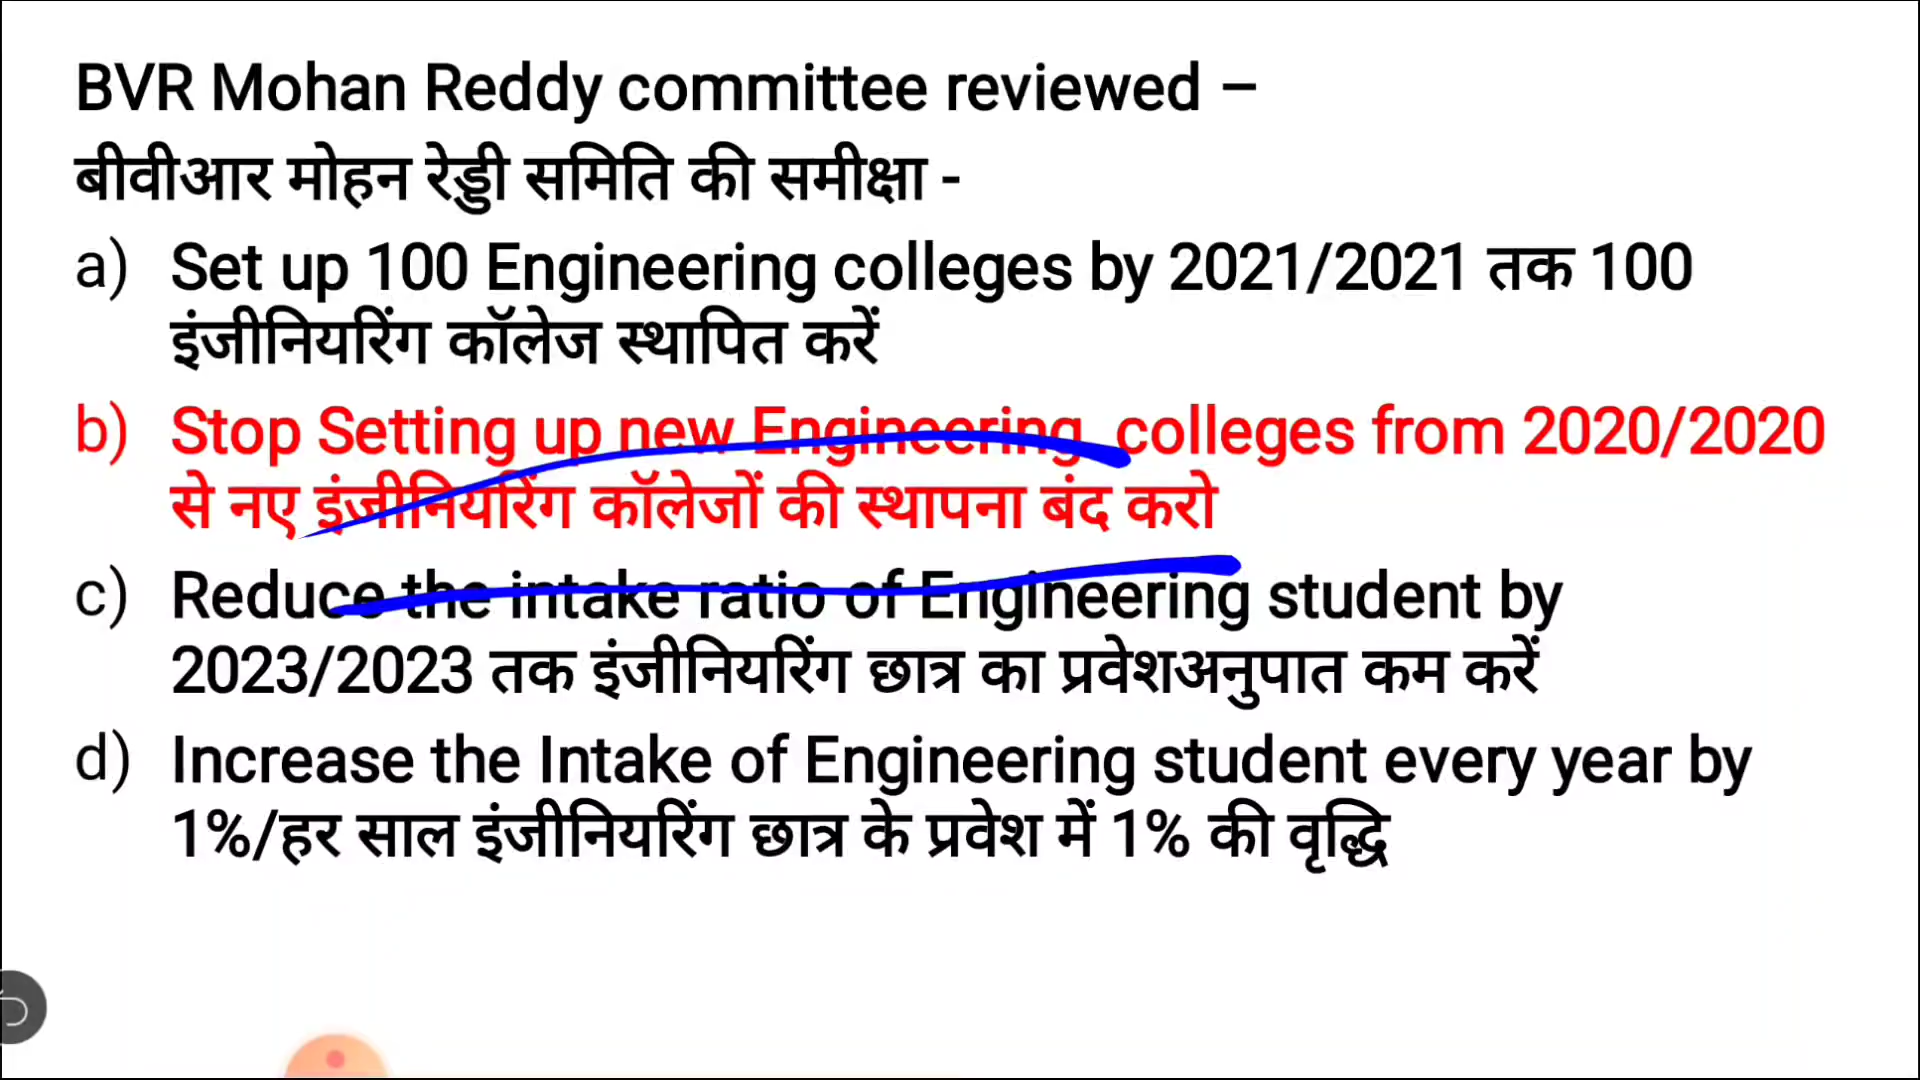 BVR Mohan Reddy committee reviewed –
बीवीआर मोहन रेड्डी समिति की समीक्षा -
a) Set up 100 Engineering colleges by 2021/2021 तक 100
इंजीनियरिंग कॉलेज स्थापित करें
b) Stop Setting up new Engineering colleges from 2020/2020
से नए इंजीनियरिंग कॉलेजों की स्थापना बंद करो
c) Reduce the intake ratio of Engineering student by
2023/2023 तक इंजीनियरिंग छात्र का प्रवेशअनुपात कम करें
d) Increase the Intake of Engineering student every year by
1%/हर साल इंजीनियरिंग छात्र के प्रवेश में 1% की वृद्धि